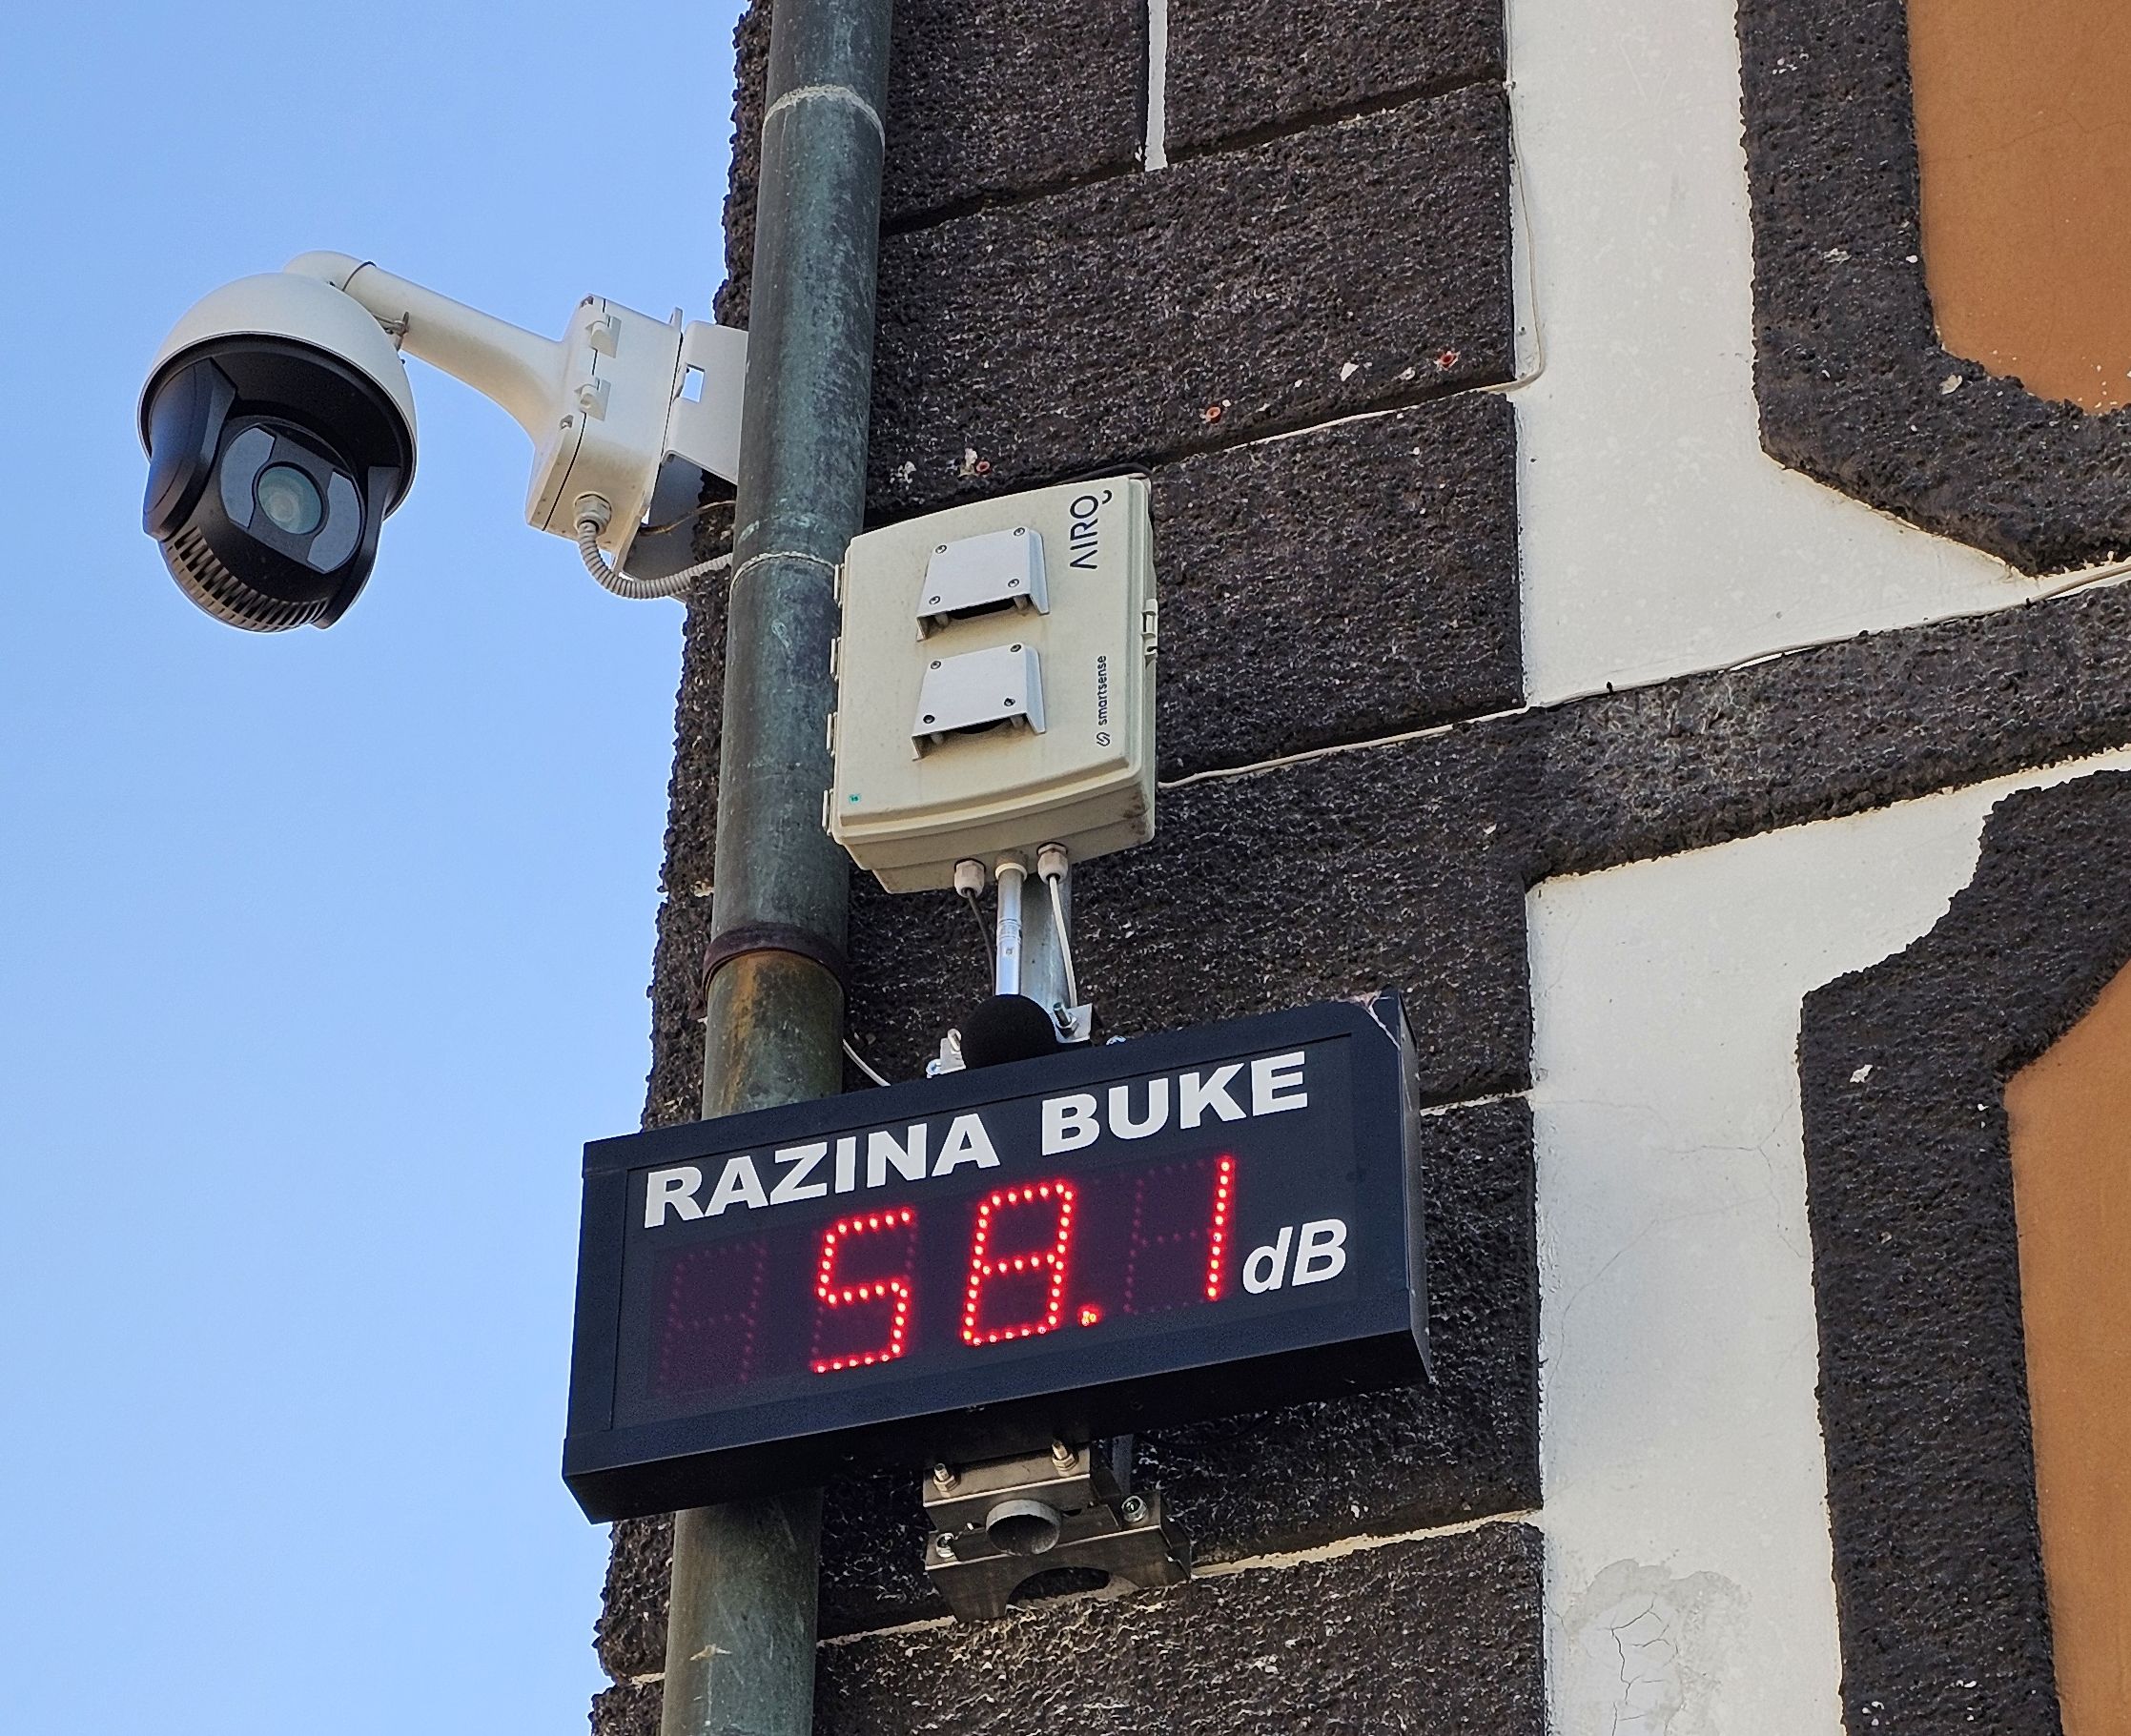 AIRQ
smartsense
RAZINA BUKE
58.1 dB